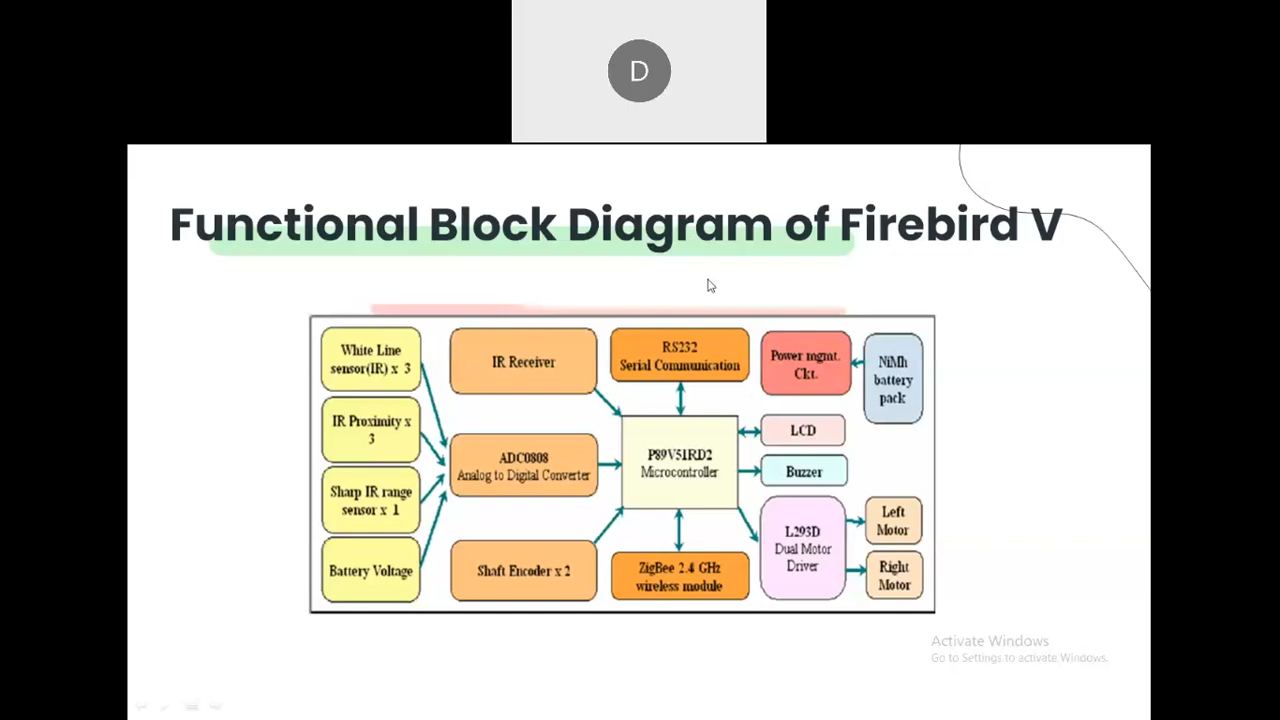 D
Functional Block Diagram of Firebird V
White Line
sensor(IR) x 3
IR Proximity x
3
Sharp IR range
sensor x 1
Battery Voltage
IR Receiver
ADC0808
Analog to Digital Converter
Shaft Encoder x 2
RS232
Serial Communication
P89V51RD2
Microcontroller
ZigBee 2.4 GHz
wireless module
Power mgmt.
Ckt.
NiMh
battery
pack
LCD
Buzzer
L293D
Dual Motor
Driver
Left
Motor
Right
Motor
Activate Windows
Go to Settings to activate Windows.